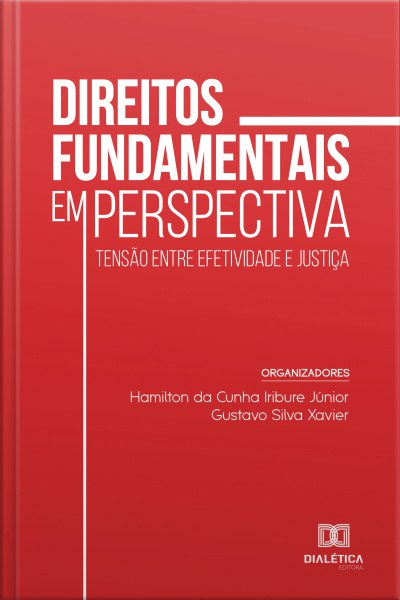 DIREITOS
FUNDAMENTAIS
EM PERSPECTIVA
TENSÃO ENTRE EFETIVIDADE E JUSTIÇA
ORGANIZADORES
Hamilton da Cunha Iribure Júnior
Gustavo Silva Xavier
DIALÉTICA
EDITORA